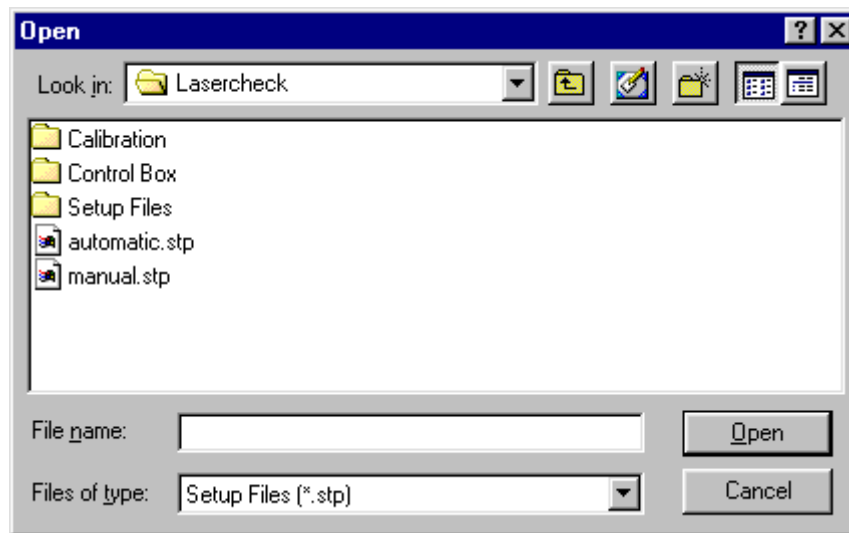 Open
Look in: Lasercheck
Calibration
Control Box
Setup Files
automatic.stp
manual.stp
File name:
Open
Files of type: Setup Files (*.stp)
Cancel